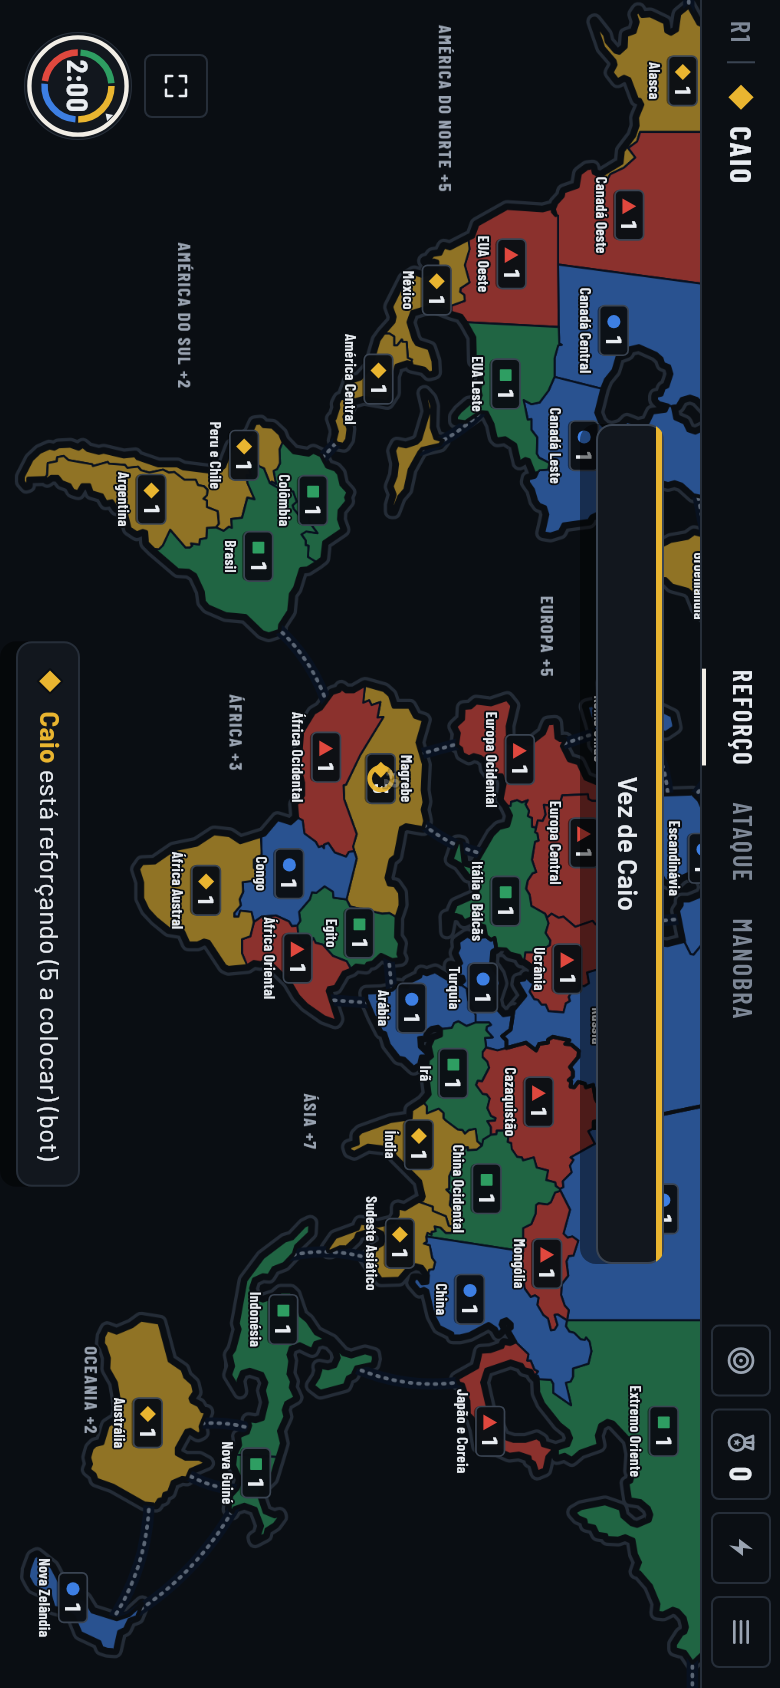 R1
CAIO
REFORÇO
ATAQUE
MANOBRA
0
Vez de Caio
Alasca
1
Canadá Oeste
1
Canadá Central
1
Canadá Leste
1
Groenlândia
EUA Oeste
1
EUA Leste
1
México
1
América Central
1
AMÉRICA DO NORTE +5
AMÉRICA DO SUL +2
Colômbia
1
Peru e Chile
1
Brasil
1
Argentina
1
EUROPA +5
Escandinávia
Europa Ocidental
1
Europa Central
1
Itália e Bálcãs
1
Ucrânia
1
Rússia
ÁFRICA +3
Magrebe
África Ocidental
1
Egito
1
Congo
1
África Oriental
1
África Austral
1
ÁSIA +7
Turquia
1
Arábia
1
Irã
1
Cazaquistão
1
Índia
1
China Ocidental
1
Mongólia
1
China
1
Sudeste Asiático
1
Japão e Coreia
1
Extremo Oriente
1
1
OCEANIA +2
Indonésia
1
Nova Guiné
1
Austrália
1
Nova Zelândia
1
2:00
Caio está reforçando (5 a colocar)(bot)